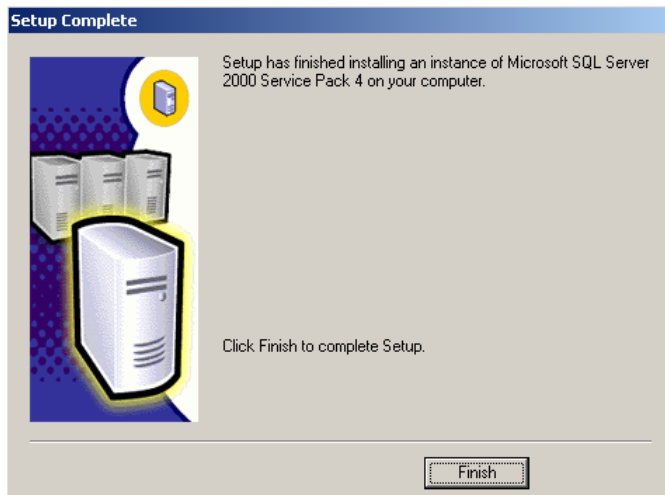 Setup Complete
Setup has finished installing an instance of Microsoft SQL Server
2000 Service Pack 4 on your computer.
Click Finish to complete Setup.
Finish